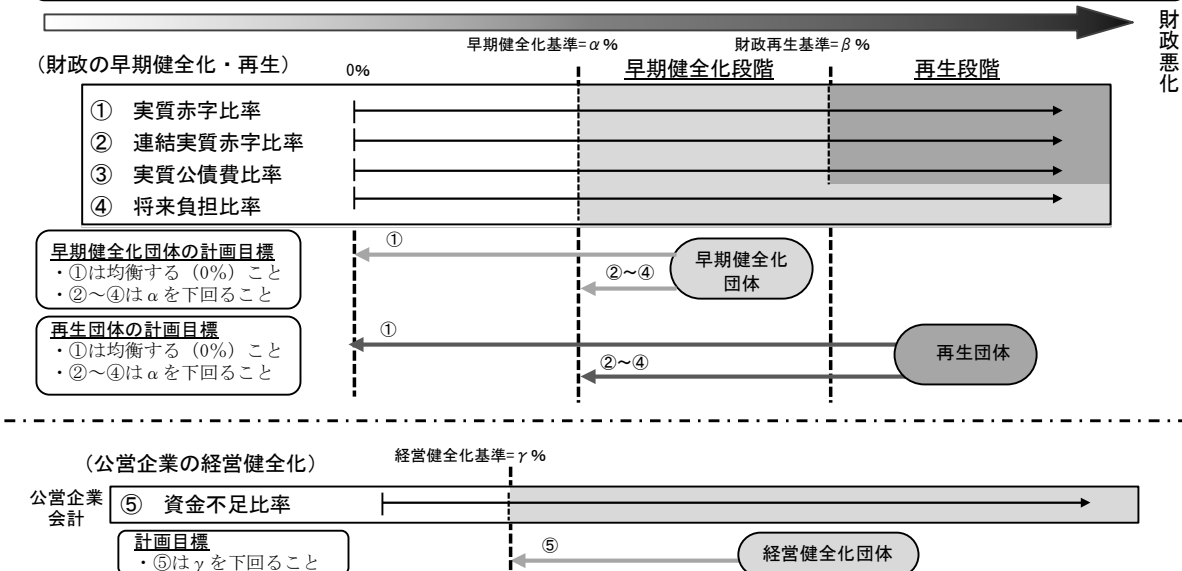 財政悪化
早期健全化基準=α%
財政再生基準=β%
(財政の早期健全化・再生)
0%
早期健全化段階
再生段階
① 実質赤字比率
② 連結実質赤字比率
③ 実質公債費比率
④ 将来負担比率
早期健全化団体の計画目標
・①は均衡する(0%)こと
・②~④はαを下回ること
①
②~④
早期健全化
団体
再生団体の計画目標
・①は均衡する(0%)こと
・②~④はαを下回ること
①
②~④
再生団体
(公営企業の経営健全化)
経営健全化基準=γ%
公営企業
会計
⑤ 資金不足比率
計画目標
・⑤はγを下回ること
⑤
経営健全化団体